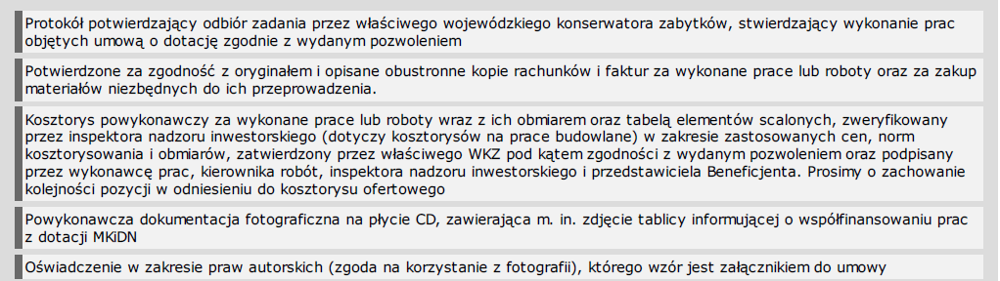 Protokół potwierdzający odbiór zadania przez właściwego wojewódzkiego konserwatora zabytków, stwierdzający wykonanie prac
objętych umową o dotację zgodnie z wydanym pozwoleniem
Potwierdzone za zgodność z oryginałem i opisane obustronne kopie rachunków i faktur za wykonane prace lub roboty oraz za zakup
materiałów niezbędnych do ich przeprowadzenia.
Kosztorys powykonawczy za wykonane prace lub roboty wraz z ich obmiarem oraz tabelą elementów scalonych, zweryfikowany
przez inspektora nadzoru inwestorskiego (dotyczy kosztorysów na prace budowlane) w zakresie zastosowanych cen, norm
kosztorysowania i obmiarów, zatwierdzony przez właściwego WKZ pod kątem zgodności z wydanym pozwoleniem oraz podpisany
przez wykonawcę prac, kierownika robót, inspektora nadzoru inwestorskiego i przedstawiciela Beneficjenta. Prosimy o zachowanie
kolejności pozycji w odniesieniu do kosztorysu ofertowego
Powykonawcza dokumentacja fotograficzna na płycie CD, zawierająca m. in. zdjęcie tablicy informującej o współfinansowaniu prac
z dotacji MKiDN
Oświadczenie w zakresie praw autorskich (zgoda na korzystanie z fotografii), którego wzór jest załącznikiem do umowy